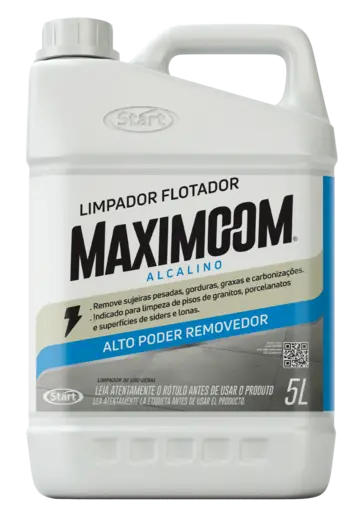 Start
LIMPADOR FLOTADOR
MAXIMOOM®
ALCALINO
. Remove sujeiras pesadas, gorduras, graxas e carbonizações.
. Indicado para limpeza de pisos de granitos, porcelanatos
e superfícies de siders e lonas.
ALTO PODER REMOVEDOR
LIMPADOR DE USO GERAL
LEIA ATENTAMENTE O RÓTULO ANTES DE USAR O PRODUTO
LEA ATENTAMENTE LA ETIQUETA ANTES DE USAR EL PRODUCTO.
5L
Start